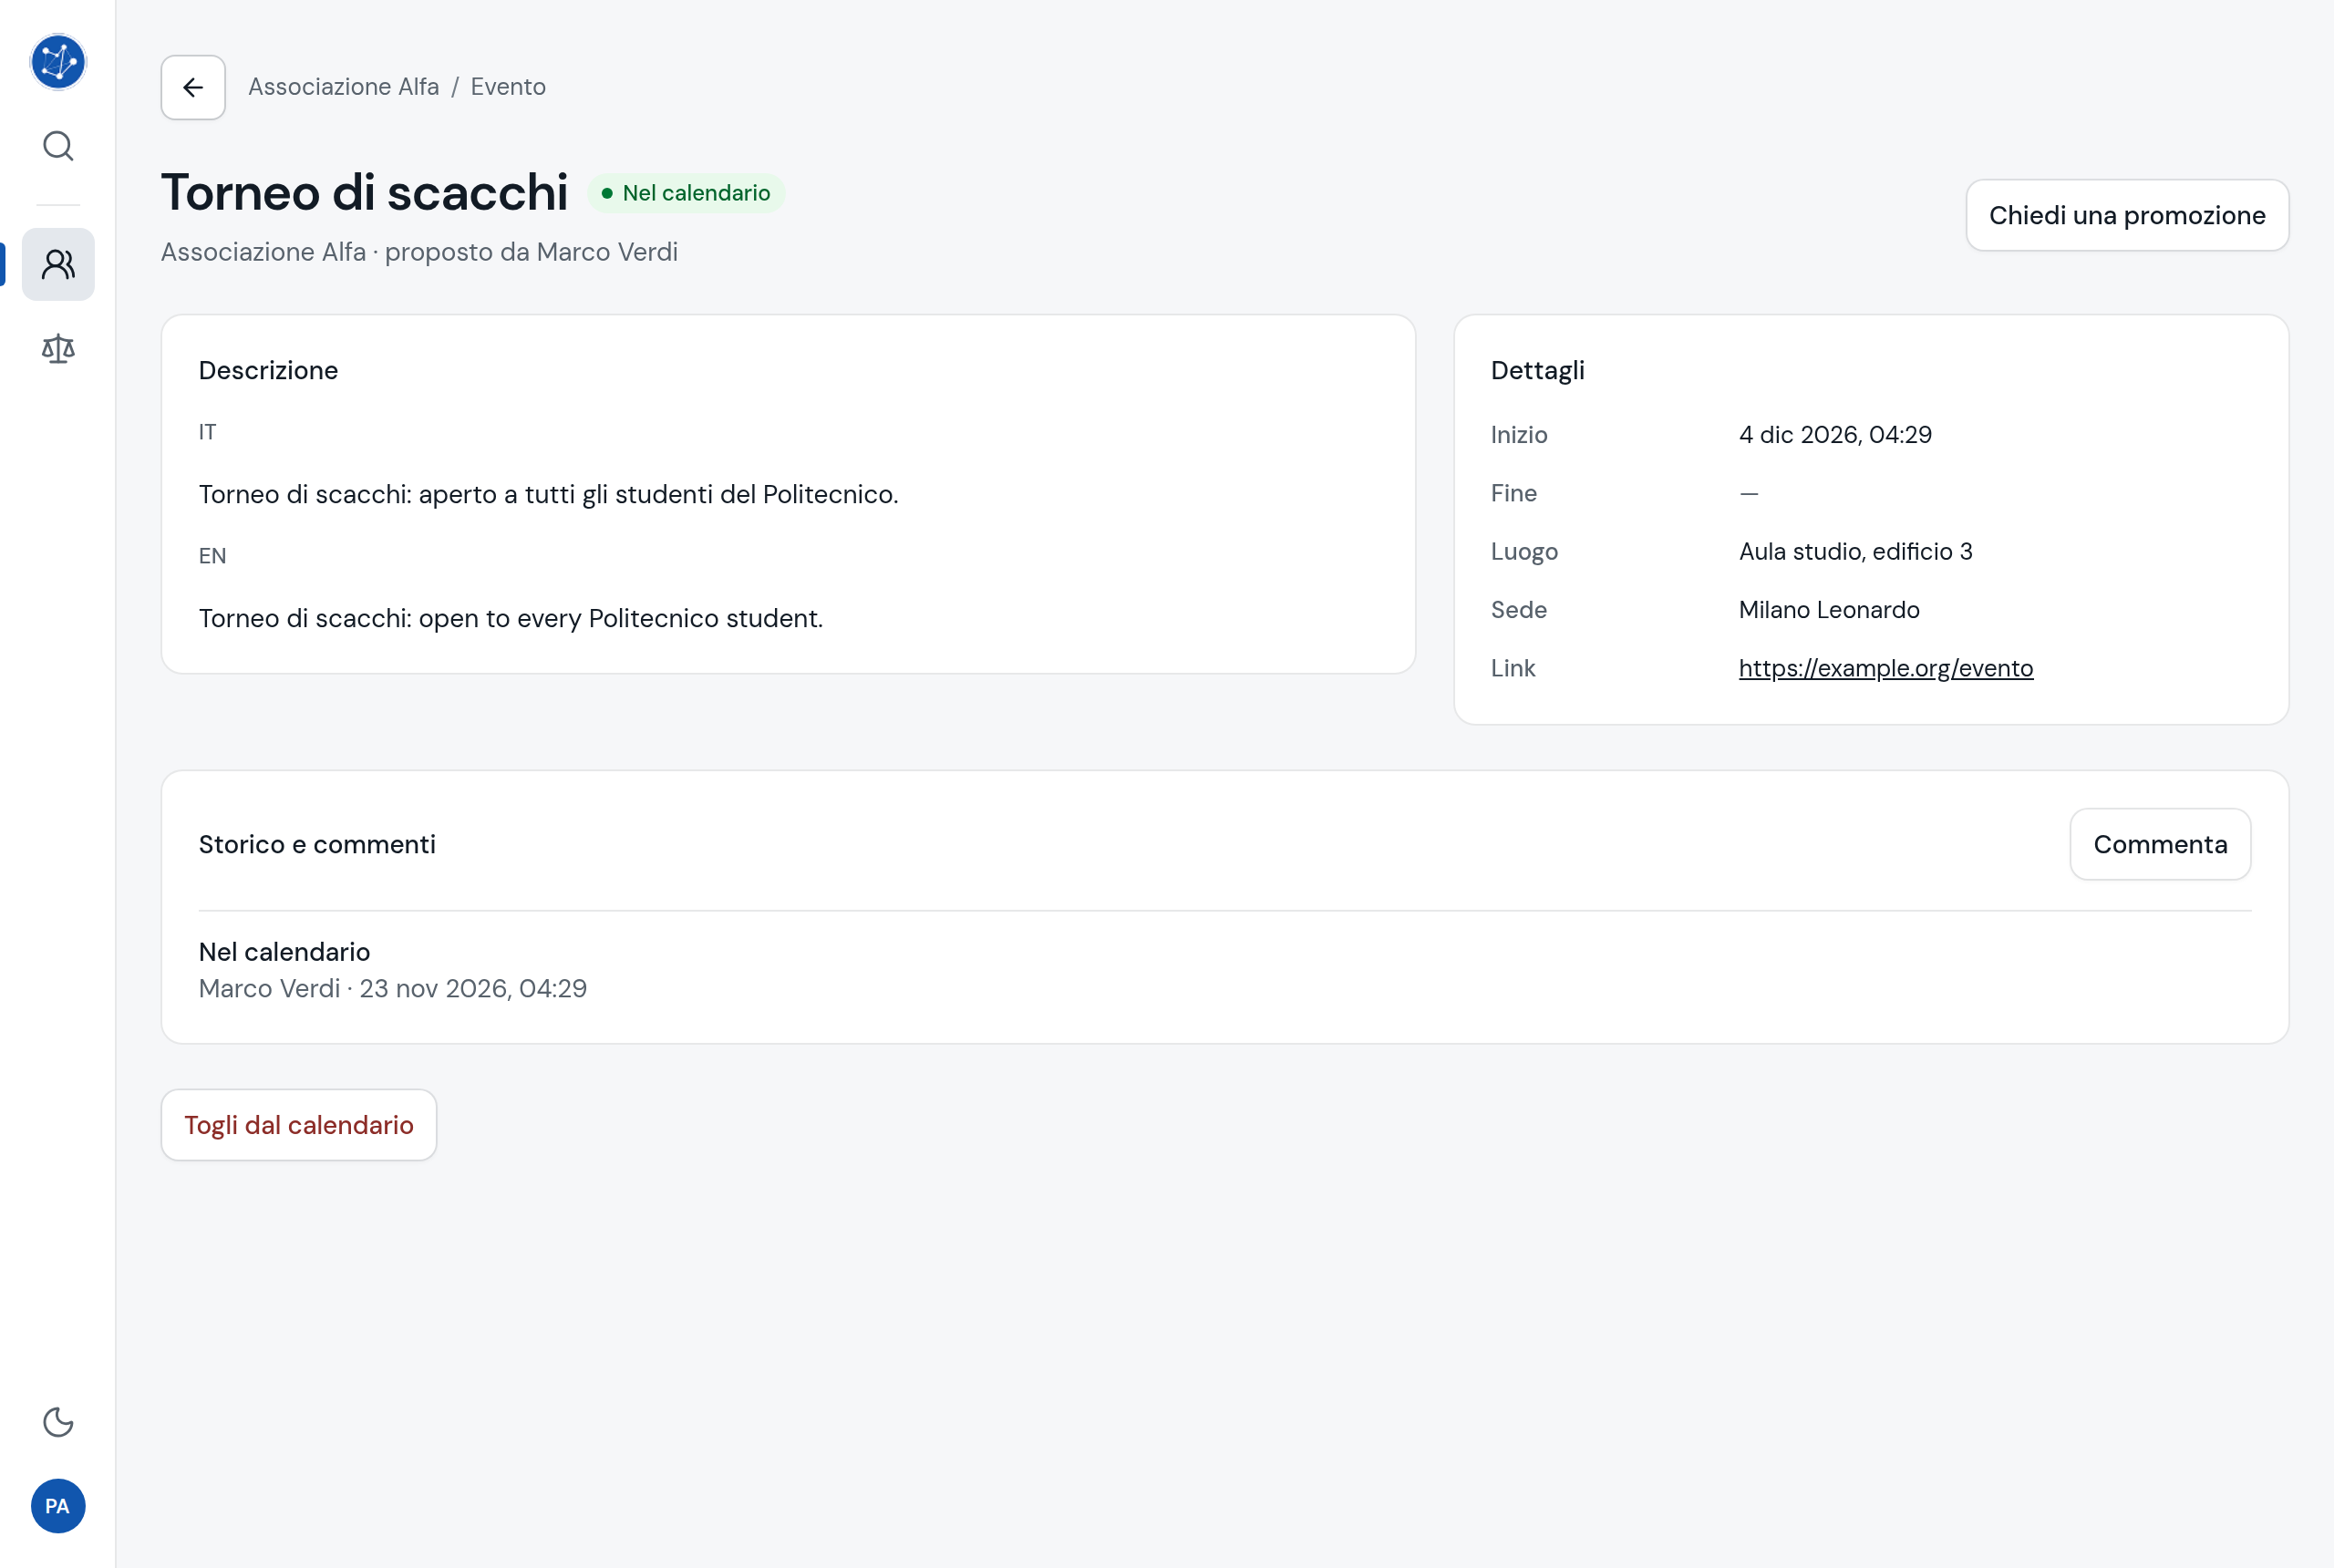 Associazione Alfa / Evento
Torneo di scacchi
Nel calendario
Associazione Alfa · proposto da Marco Verdi
Chiedi una promozione
Descrizione
IT
Torneo di scacchi: aperto a tutti gli studenti del Politecnico.
EN
Torneo di scacchi: open to every Politecnico student.
Dettagli
Inizio 4 dic 2026, 04:29
Fine —
Luogo Aula studio, edificio 3
Sede Milano Leonardo
Link https://example.org/evento
Storico e commenti
Commenta
Nel calendario
Marco Verdi · 23 nov 2026, 04:29
Togli dal calendario
PA